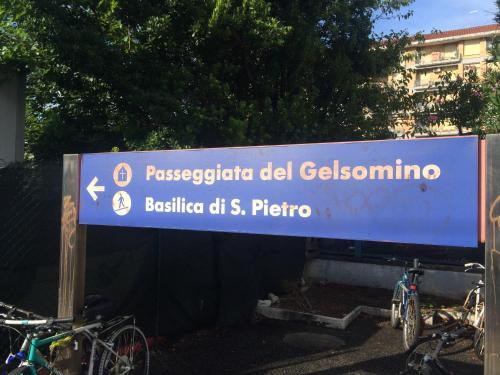 Passeggiata del Gelsomino
Basilica di S. Pietro